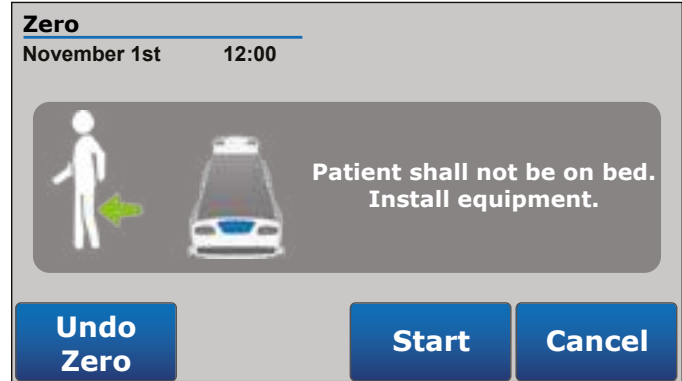 Zero
November 1st 12:00
Patient shall not be on bed.
Install equipment.
Undo
Zero
Start
Cancel